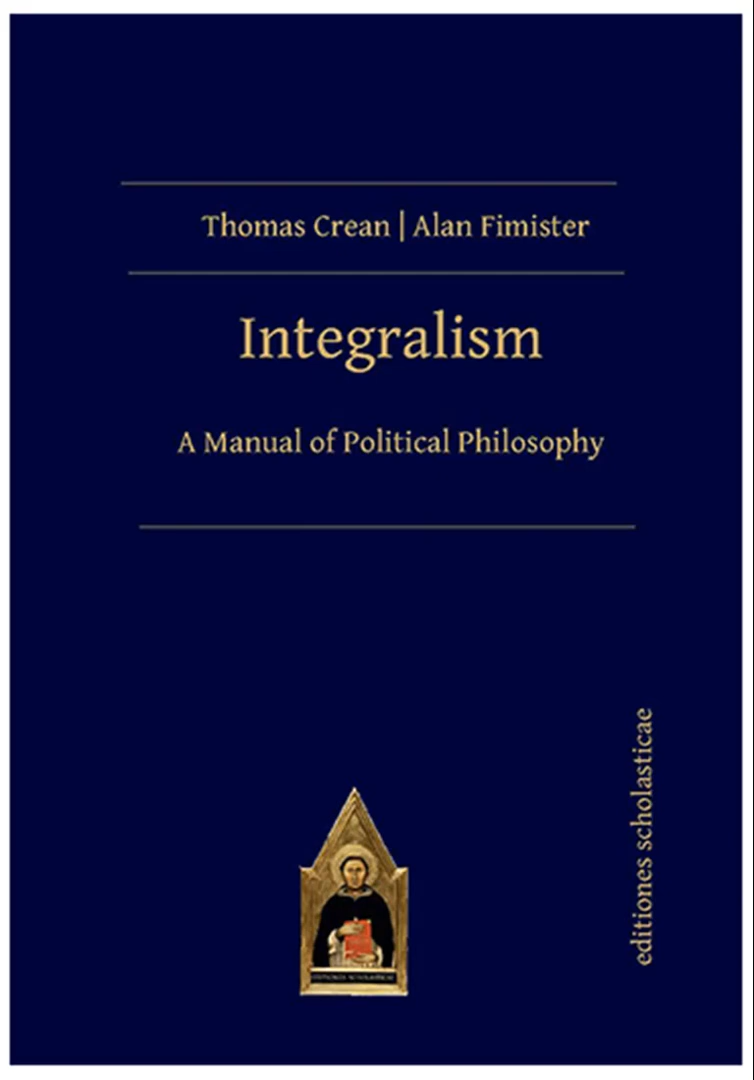 Thomas Crean | Alan Fimister
Integralism
A Manual of Political Philosophy
editiones scholasticae